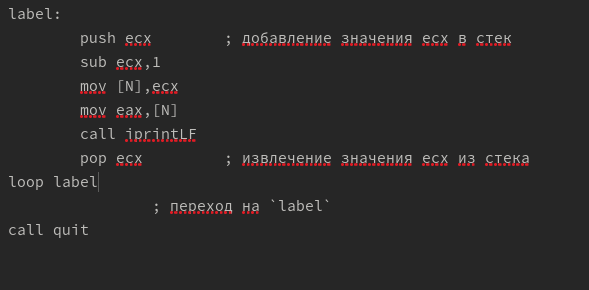 label:
push ecx ; добавление значения ecx в стек
sub ecx,1
mov [N],ecx
mov eax,[N]
call iprintLF
pop ecx ; извлечение значения ecx из стека
loop label
; переход на `label`
call quit